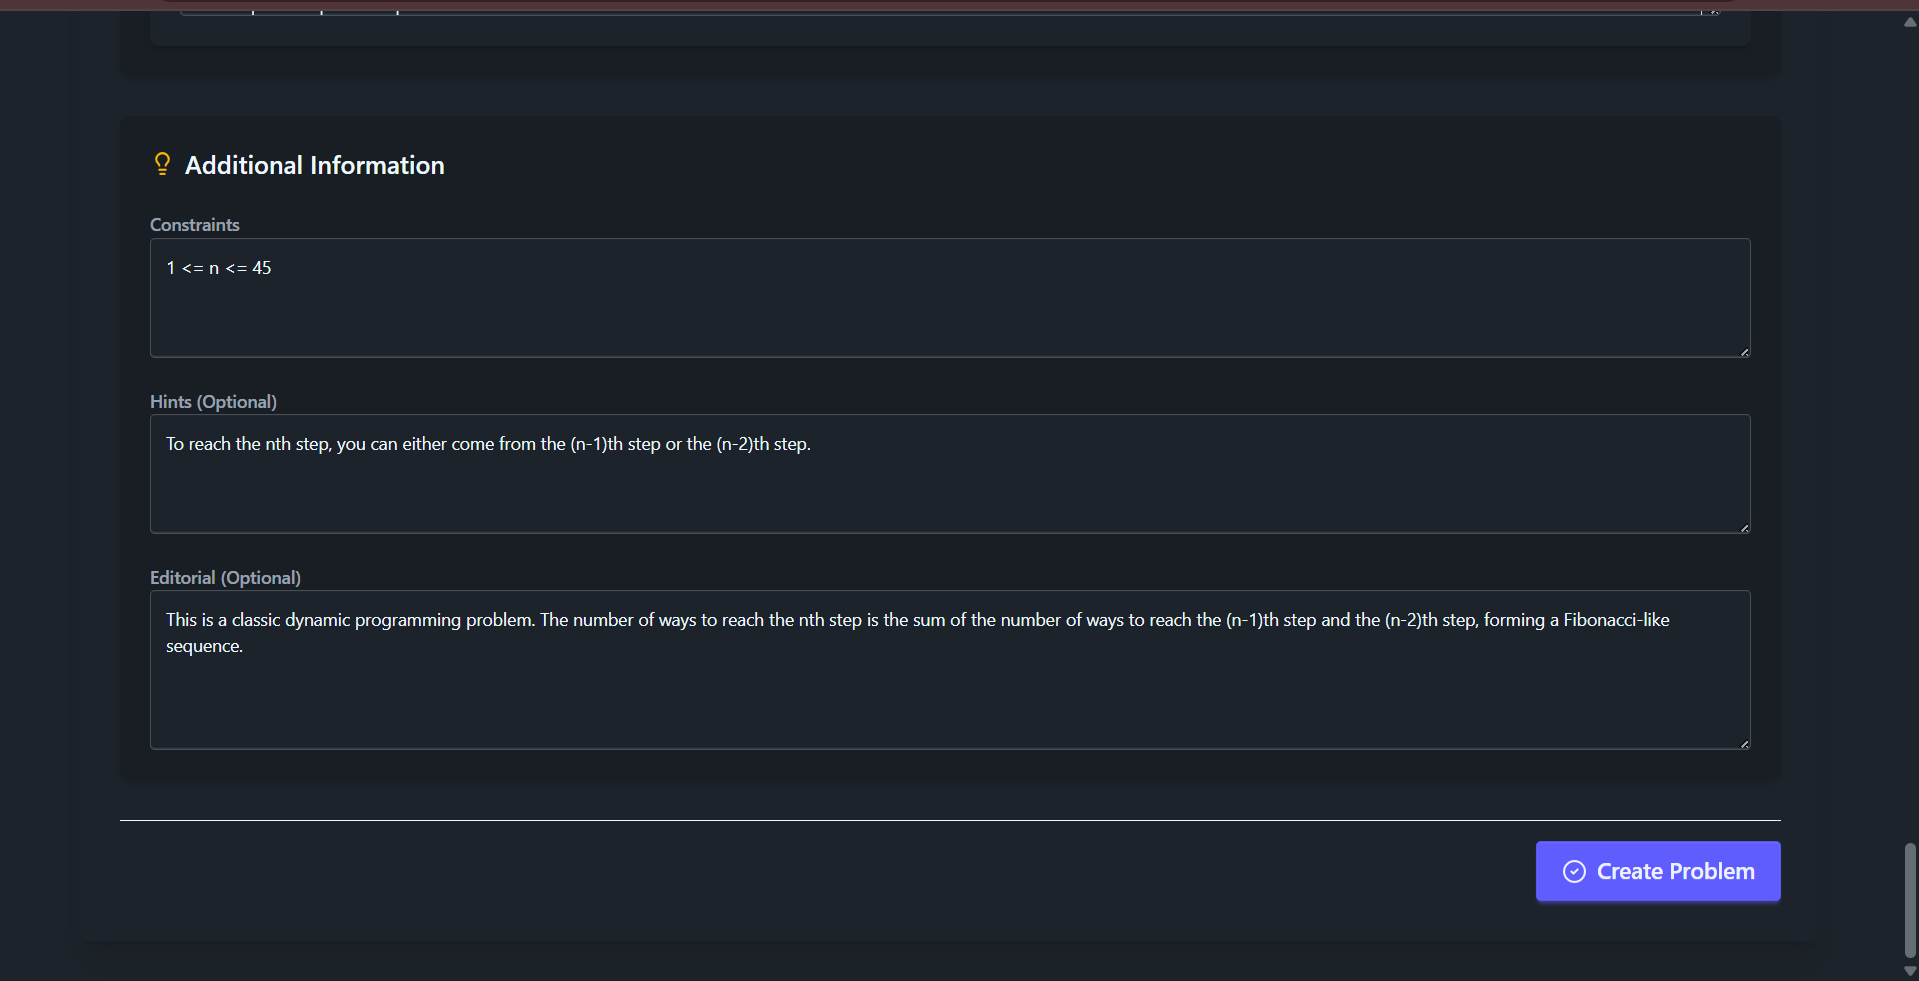 Additional Information
Constraints
1 <= n <= 45
Hints (Optional)
To reach the nth step, you can either come from the (n-1)th step or the (n-2)th step.
Editorial (Optional)
This is a classic dynamic programming problem. The number of ways to reach the nth step is the sum of the number of ways to reach the (n-1)th step and the (n-2)th step, forming a Fibonacci-like
sequence.
Create Problem